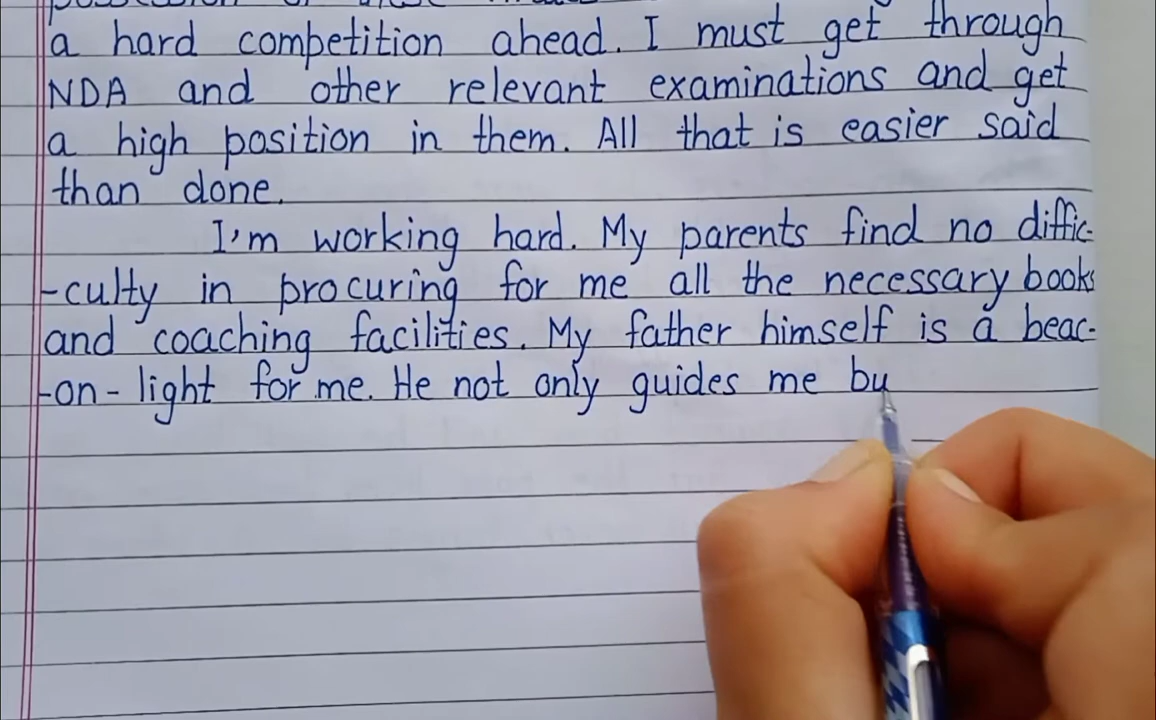 a hard competition ahead. I must get through
NDA and other relevant examinations and get
a high position in them. All that is easier said
than done.
I'm working hard. My parents find no diffic-
-culty in procuring for me all the necessary books
and coaching facilities. My father himself is a beac-
-on-light for me. He not only guides me bu